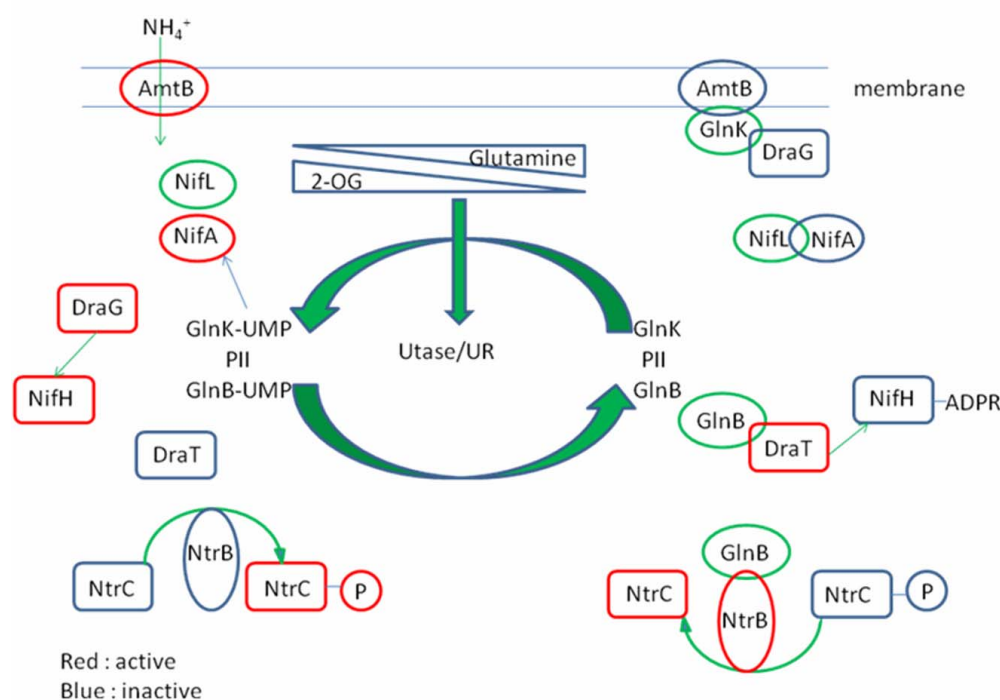 NH₄⁺
AmtB
AmtB
membrane
GlnK
DraG
Glutamine
2-OG
NifL
NifA
NifL
NifA
DraG
GlnK-UMP
PII
GlnB-UMP
Utase/UR
GlnK
PII
GlnB
NifH
NifH
ADPR
GlnB
DraT
DraT
NtrB
NtrC
NtrC
P
GlnB
NtrC
NtrB
NtrC
P
Red : active
Blue : inactive